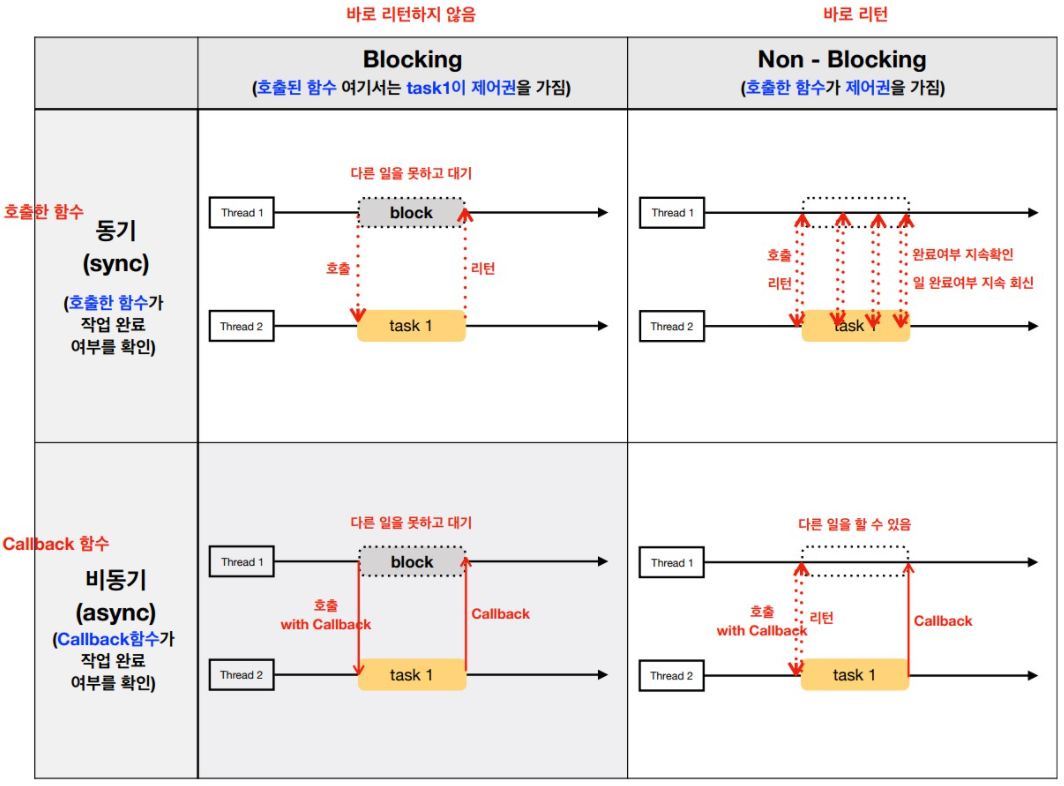 바로 리턴하지 않음
바로 리턴
Blocking
(호출된 함수 여기서는 task1이 제어권을 가짐)
Non - Blocking
(호출한 함수가 제어권을 가짐)
호출한 함수
동기
(sync)
(호출한 함수가
작업 완료
여부를 확인)
다른 일을 못하고 대기
Thread 1
block
호출
리턴
Thread 2
task 1
Thread 1
호출
리턴
완료여부 지속확인
일 완료여부 지속 회신
Thread 2
task 1
Callback 함수
비동기
(async)
(Callback함수가
작업 완료
여부를 확인)
다른 일을 못하고 대기
Thread 1
block
호출
with Callback
Callback
Thread 2
task 1
다른 일을 할 수 있음
Thread 1
호출
with Callback
리턴
Callback
Thread 2
task 1